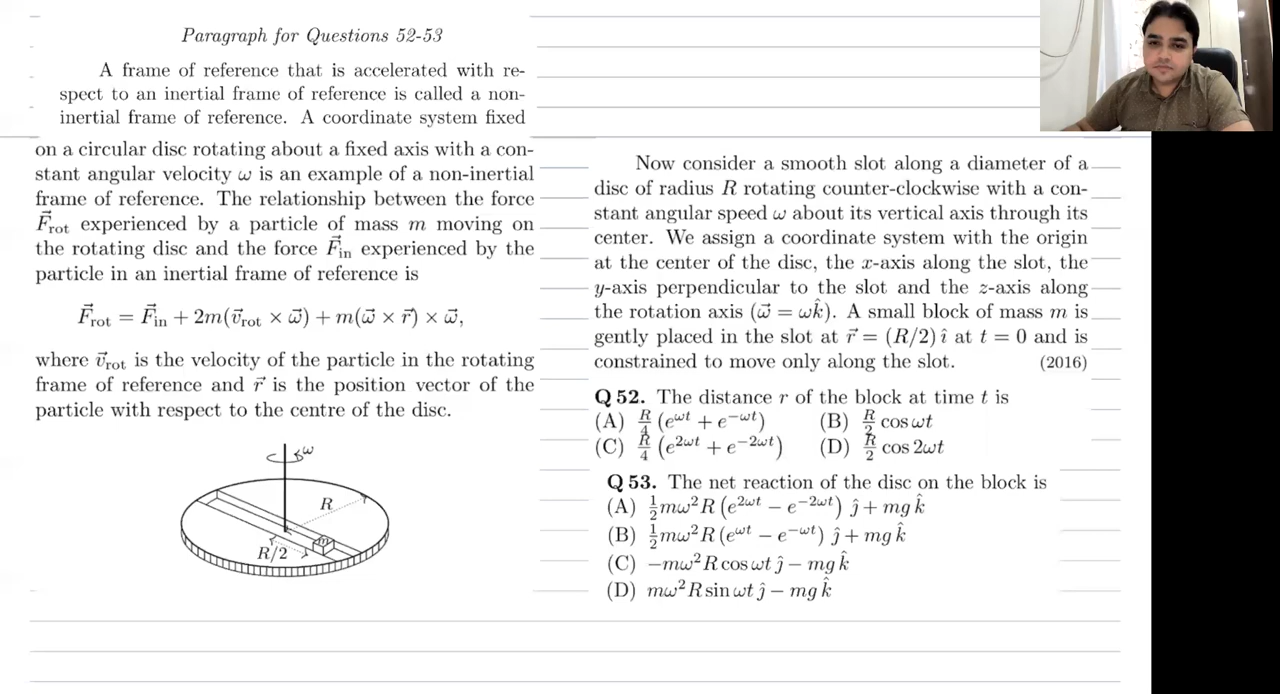 Paragraph for Questions 52-53
A frame of reference that is accelerated with re-
spect to an inertial frame of reference is called a non-
inertial frame of reference. A coordinate system fixed
on a circular disc rotating about a fixed axis with a con-
stant angular velocity ω is an example of a non-inertial
frame of reference. The relationship between the force
F⃗rot experienced by a particle of mass m moving on
the rotating disc and the force F⃗in experienced by the
particle in an inertial frame of reference is
F⃗rot = F⃗in + 2m(v⃗rot × ω⃗) + m(ω⃗ × r⃗) × ω⃗,
where v⃗rot is the velocity of the particle in the rotating
frame of reference and r⃗ is the position vector of the
particle with respect to the centre of the disc.
ω
R
R/2
m
Now consider a smooth slot along a diameter of a
disc of radius R rotating counter-clockwise with a con-
stant angular speed ω about its vertical axis through its
center. We assign a coordinate system with the origin
at the center of the disc, the x-axis along the slot, the
y-axis perpendicular to the slot and the z-axis along
the rotation axis (ω⃗ = ωk̂). A small block of mass m is
gently placed in the slot at r⃗ = (R/2) î at t = 0 and is
constrained to move only along the slot. (2016)
Q 52. The distance r of the block at time t is
(A) R/4 (e^ωt + e^−ωt) (B) R/2 cos ωt
(C) R/4 (e^2ωt + e^−2ωt) (D) R/2 cos 2ωt
Q 53. The net reaction of the disc on the block is
(A) ½mω²R (e^2ωt − e^−2ωt) ĵ + mg k̂
(B) ½mω²R (e^ωt − e^−ωt) ĵ + mg k̂
(C) −mω²R cos ωt ĵ − mg k̂
(D) mω²R sin ωt ĵ − mg k̂